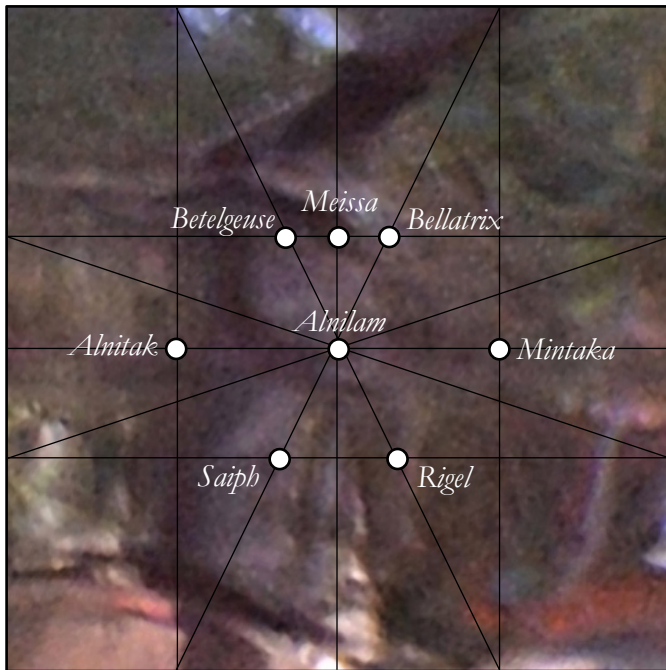 Meissa
Betelgeuse
Bellatrix
Alnilam
Alnitak
Mintaka
Saiph
Rigel